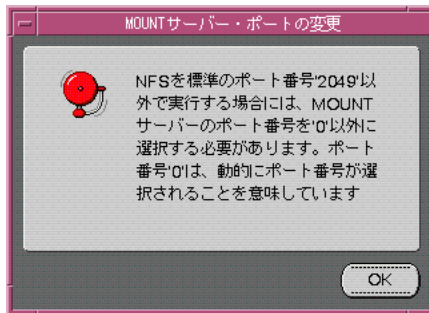 MOUNTサーバー・ポートの変更
NFSを標準のポート番号'2049'以
外で実行する場合には、MOUNT
サーバーのポート番号を'0'以外に
選択する必要があります。ポート
番号'0'は、動的にポート番号が選
択されることを意味しています
OK